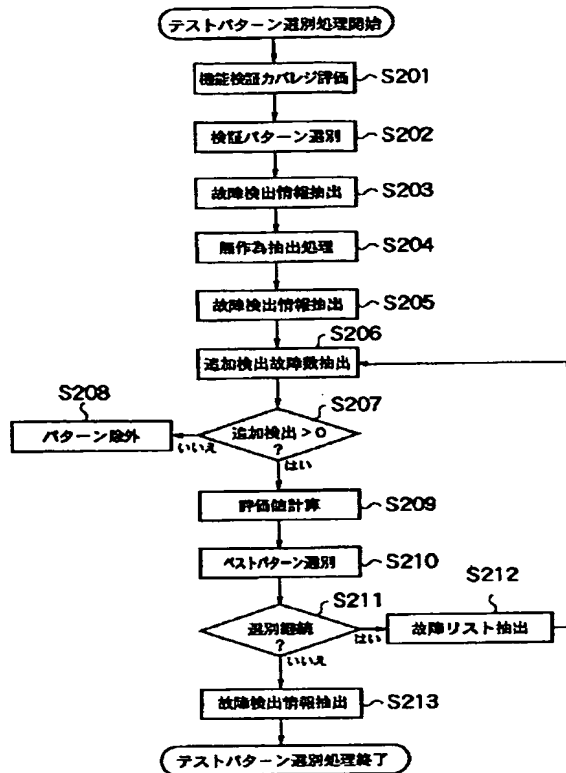 テストパターン選別処理開始
機能検証カバレジ評価
S201
検証パターン選別
S202
故障検出情報抽出
S203
無作為抽出処理
S204
故障検出情報抽出
S205
S206
追加検出故障数抽出
S207
追加検出>0
?
S208
パターン除外
いいえ
はい
評価値計算
S209
ベストパターン選別
S210
S211
選別継続
?
はい
S212
故障リスト抽出
いいえ
故障検出情報抽出
S213
テストパターン選別処理終了